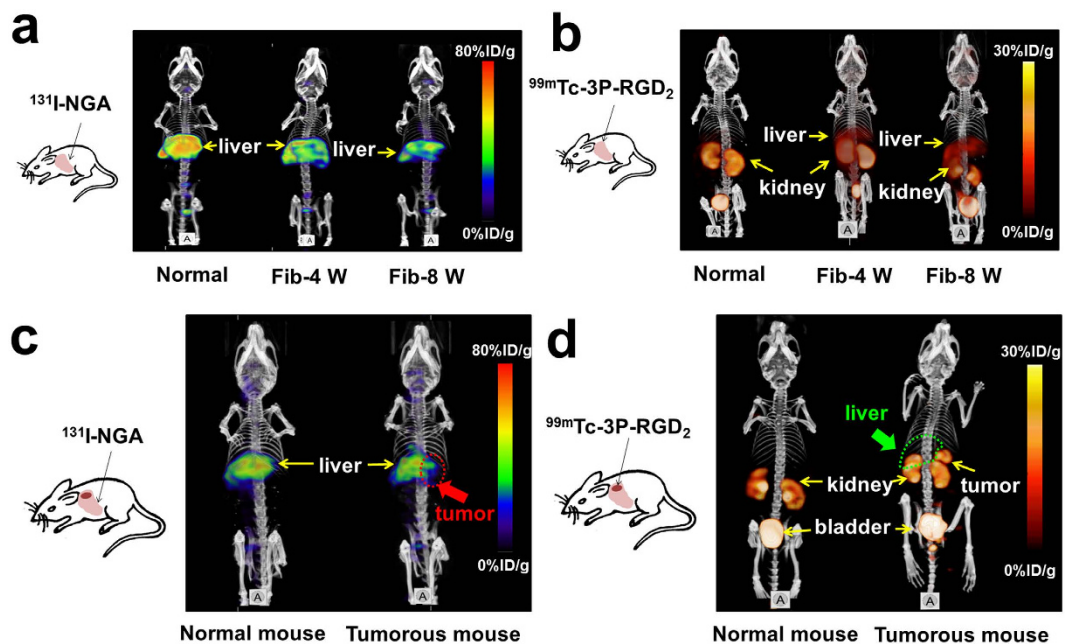 a
80%ID/g
¹³¹I-NGA
liver
liver
0%ID/g
A
A
A
Normal
Fib-4 W
Fib-8 W
b
30%ID/g
⁹⁹ᵐTc-3P-RGD₂
liver
liver
kidney
kidney
0%ID/g
A
A
A
Normal
Fib-4 W
Fib-8 W
c
80%ID/g
¹³¹I-NGA
liver
tumor
0%ID/g
A
A
Normal mouse
Tumorous mouse
d
30%ID/g
⁹⁹ᵐTc-3P-RGD₂
liver
kidney
tumor
bladder
0%ID/g
A
A
Normal mouse
Tumorous mouse